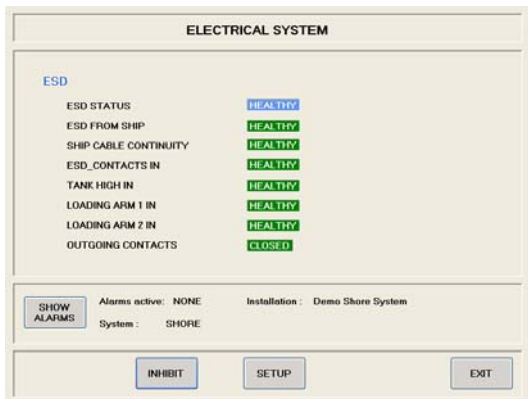 ELECTRICAL SYSTEM
ESD
ESD STATUS HEALTHY
ESD FROM SHIP HEALTHY
SHIP CABLE CONTINUITY HEALTHY
ESD_CONTACTS IN HEALTHY
TANK HIGH IN HEALTHY
LOADING ARM 1 IN HEALTHY
LOADING ARM 2 IN HEALTHY
OUTGOING CONTACTS CLOSED
SHOW ALARMS
Alarms active: NONE Installation : Demo Shore System
System : SHORE
INHIBIT SETUP EXIT